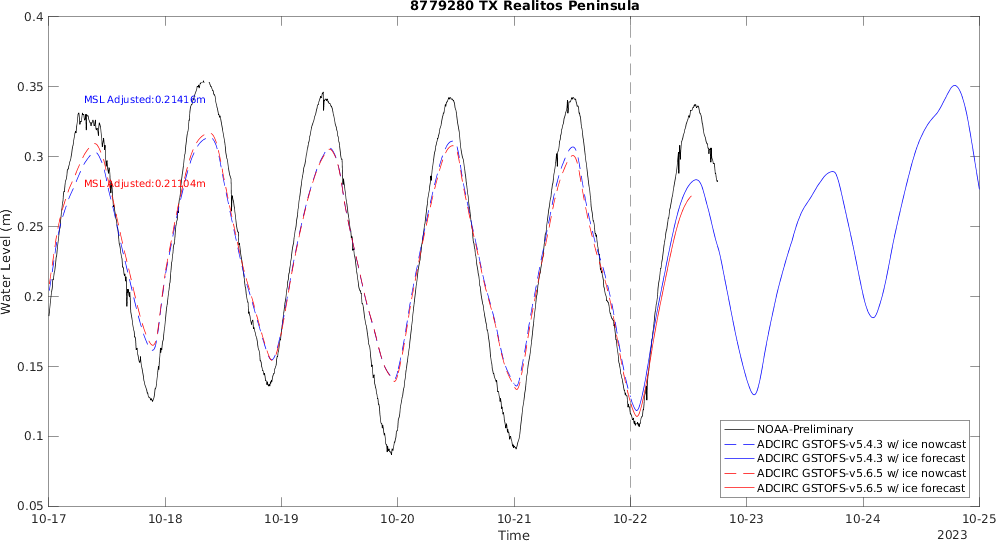 8779280 TX Realitos Peninsula
Water Level (m)
0.4
0.35
0.3
0.25
0.2
0.15
0.1
0.05
MSL Adjusted:0.21416m
MSL Adjusted:0.21104m
NOAA-Preliminary
ADCIRC GSTOFS-v5.4.3 w/ ice nowcast
ADCIRC GSTOFS-v5.4.3 w/ ice forecast
ADCIRC GSTOFS-v5.6.5 w/ ice nowcast
ADCIRC GSTOFS-v5.6.5 w/ ice forecast
10-17 10-18 10-19 10-20 10-21 10-22 10-23 10-24 10-25
Time
2023